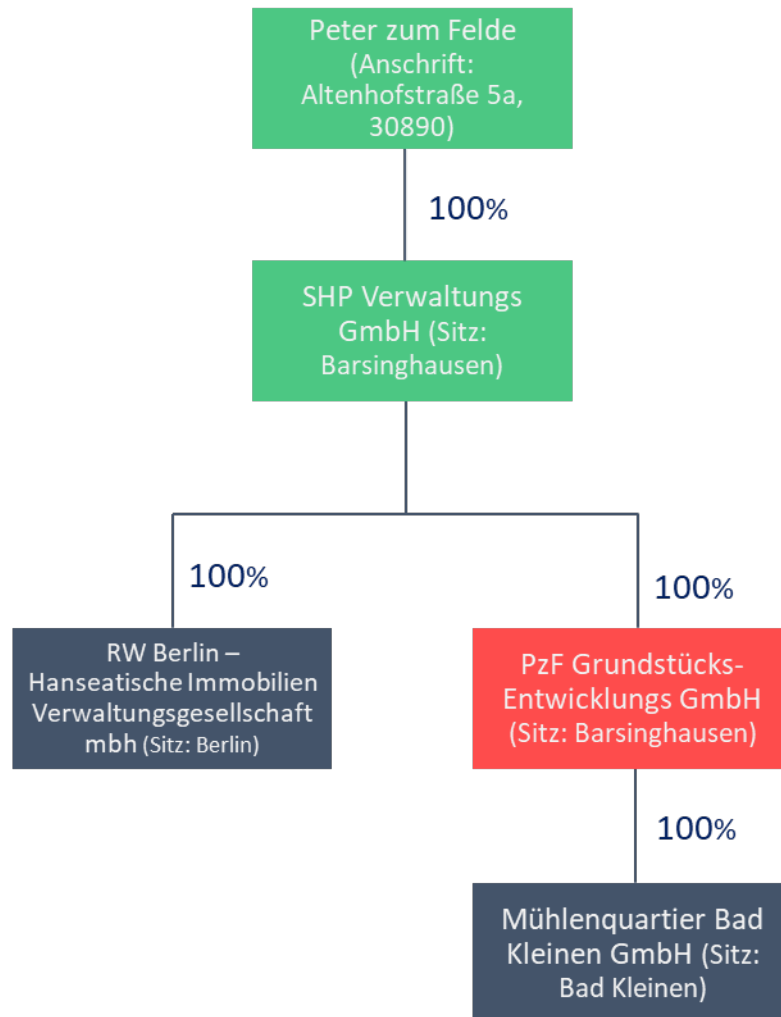 Peter zum Felde
(Anschrift:
Altenhofstraße 5a,
30890)
100%
SHP Verwaltungs
GmbH (Sitz:
Barsinghausen)
100%
100%
RW Berlin –
Hanseatische Immobilien
Verwaltungsgesellschaft
mbh (Sitz: Berlin)
PzF Grundstücks-
Entwicklungs GmbH
(Sitz: Barsinghausen)
100%
Mühlenquartier Bad
Kleinen GmbH (Sitz:
Bad Kleinen)